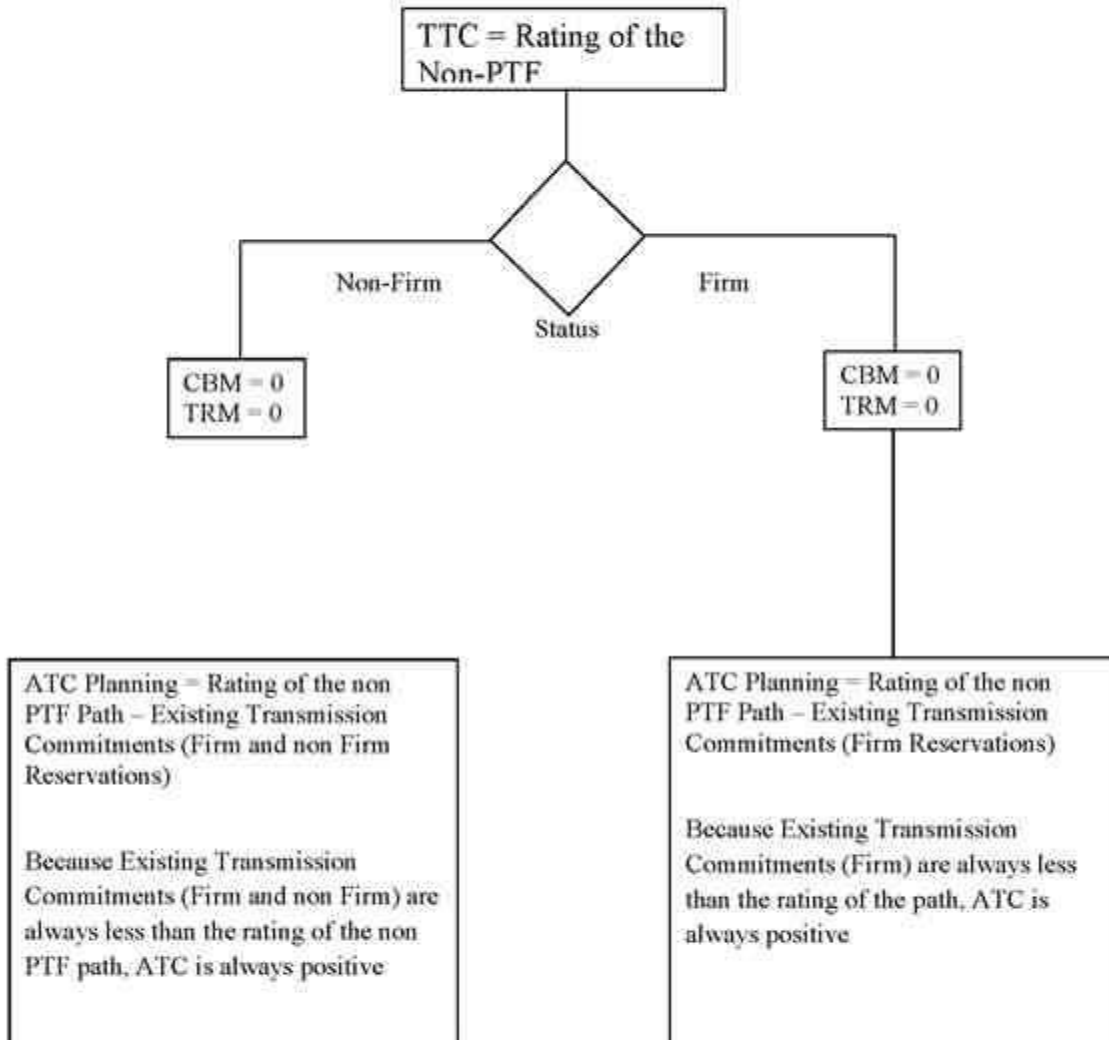 TTC = Rating of the
Non-PTF
Non-Firm
Firm
Status
CBM = 0
TRM = 0
CBM = 0
TRM = 0
ATC Planning = Rating of the non
PTF Path – Existing Transmission
Commitments (Firm and non Firm
Reservations)
Because Existing Transmission
Commitments (Firm and non Firm) are
always less than the rating of the non
PTF path, ATC is always positive
ATC Planning = Rating of the non
PTF Path – Existing Transmission
Commitments (Firm Reservations)
Because Existing Transmission
Commitments (Firm) are always less
than the rating of the path, ATC is
always positive